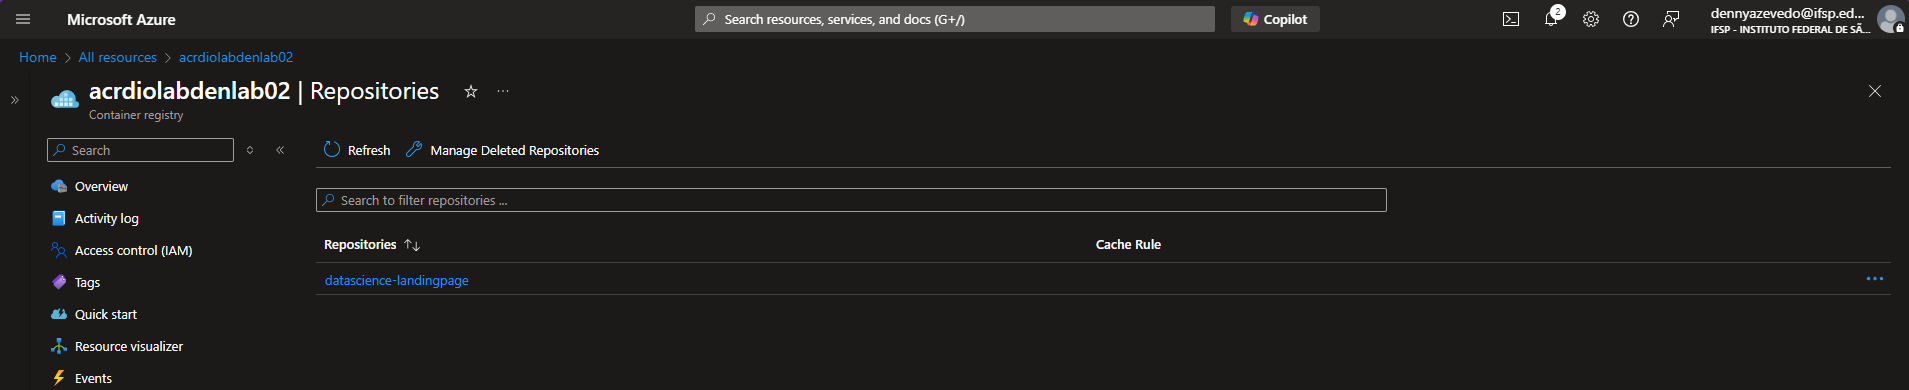 Microsoft Azure
Search resources, services, and docs (G+/)
Copilot
2
dennyazevedo@ifsp.ed...
IFSP - INSTITUTO FEDERAL DE SÃ...
Home > All resources > acrdiolabdenlab02
acrdiolabdenlab02 | Repositories
Container registry
Search
Refresh
Manage Deleted Repositories
Overview
Search to filter repositories ...
Activity log
Access control (IAM)
Repositories
Cache Rule
Tags
datascience-landingpage
Quick start
Resource visualizer
Events